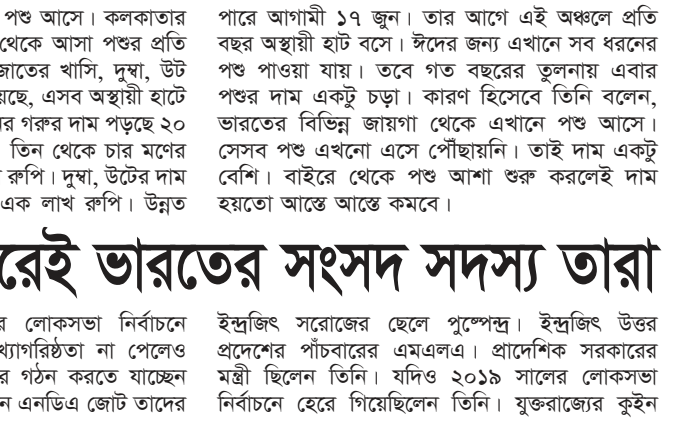 পশু আসে। কলকাতার
থেকে আসা পশুর প্রতি
জাতের খাসি, দুম্বা, উট
এসব অস্থায়ী হাটে
গরুর দাম পড়ছে ২০
তিন থেকে চার মণের
রুপি। দুম্বা, উটের দাম
এক লাখ রুপি। উন্নত
পারে আগামী ১৭ জুন। তার আগে এই অঞ্চলে প্রতি
বছর অস্থায়ী হাট বসে। ঈদের জন্য এখানে সব ধরনের
পশু পাওয়া যায়। তবে গত বছরের তুলনায় এবার
পশুর দাম একটু চড়া। কারণ হিসেবে তিনি বলেন,
ভারতের বিভিন্ন জায়গা থেকে এখানে পশু আসে।
সেসব পশু এখনো এসে পৌঁছায়নি। তাই দাম একটু
বেশি। বাইরে থেকে পশু আশা শুরু করলেই দাম
হয়তো আস্তে আস্তে কমবে।
ভারতের সংসদ সদস্য তারা
লোকসভা নির্বাচনে
না পেলেও
গঠন করতে যাচ্ছেন
এনডিএ জোট তাদের
ইন্দ্রজিৎ সরোজের ছেলে পুষ্পেন্দ্র। ইন্দ্রজিৎ উত্তর
প্রদেশের পাঁচবারের এমএলএ। প্রাদেশিক সরকারের
মন্ত্রী ছিলেন তিনি। যদিও ২০১৯ সালের লোকসভা
নির্বাচনে হেরে গিয়েছিলেন তিনি। যুক্তরাজ্যের কুইন